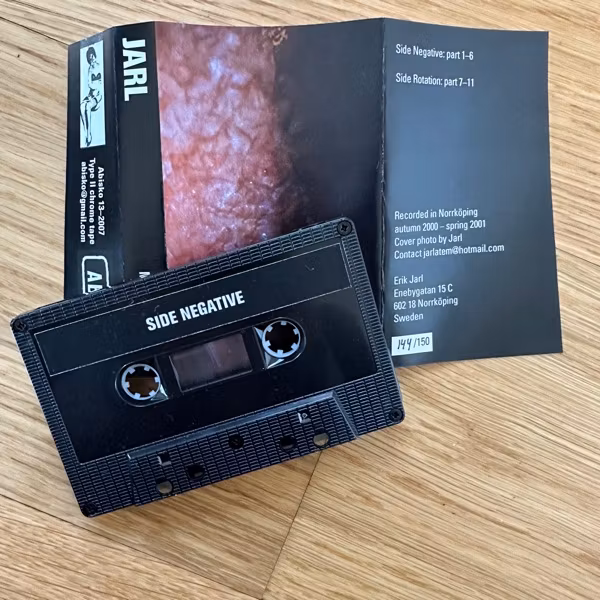 JARL
Abisko 13–2007
Type II chrome tape
abisko@gmail.com
Side Negative: part 1–6
Side Rotation: part 7–11
Recorded in Norrköping
autumn 2000 – spring 2001
Cover photo by Jarl
Contact jarlatem@hotmail.com
Erik Jarl
Enebygatan 15 C
602 18 Norrköping
Sweden
144/150
SIDE NEGATIVE